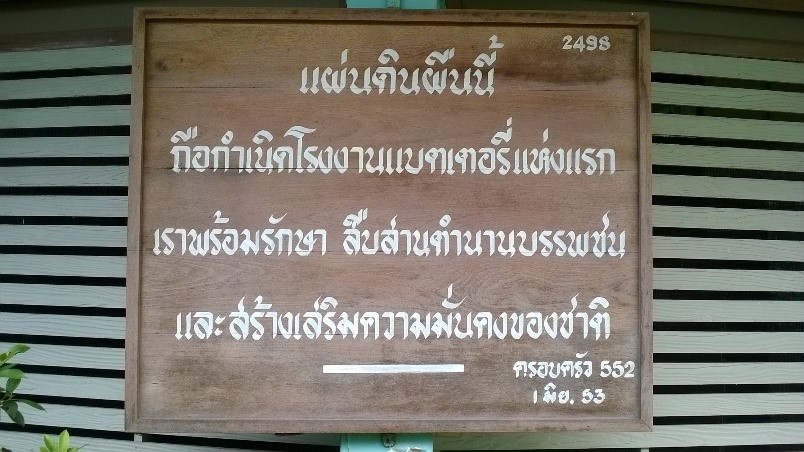 2498
แผ่นดินผืนนี้
ถือกำเนิดโรงงานแบตเตอรี่แห่งแรก
เราพร้อมรักษา สืบสานตำนานบรรพชน
และสร้างเสริมความมั่นคงของชาติ
ครอบครัว 552
1 มิย. 53